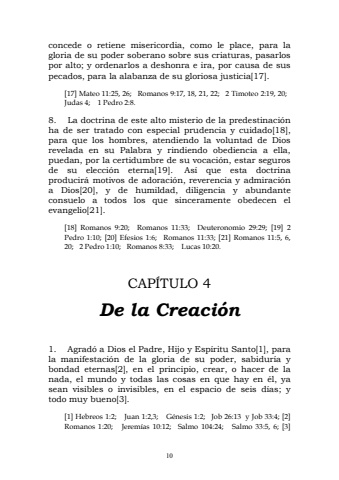 concede o retiene misericordia, como le place, para la
gloria de su poder soberano sobre sus criaturas, pasarlos
por alto; y ordenarlos a deshonra e ira, por causa de sus
pecados, para la alabanza de su gloriosa justicia[17].
[17] Mateo 11:25, 26; Romanos 9:17, 18, 21, 22; 2 Timoteo 2:19, 20;
Judas 4; 1 Pedro 2:8.
8. La doctrina de este alto misterio de la predestinación
ha de ser tratado con especial prudencia y cuidado[18],
para que los hombres, atendiendo la voluntad de Dios
revelada en su Palabra y rindiendo obediencia a ella,
puedan, por la certidumbre de su vocación, estar seguros
de su elección eterna[19]. Así que esta doctrina
producirá motivos de adoración, reverencia y admiración
a Dios[20], y de humildad, diligencia y abundante
consuelo a todos los que sinceramente obedecen el
evangelio[21].
[18] Romanos 9:20; Romanos 11:33; Deuteronomio 29:29; [19] 2
Pedro 1:10; [20] Efesios 1:6; Romanos 11:33; [21] Romanos 11:5, 6,
20; 2 Pedro 1:10; Romanos 8:33; Lucas 10:20.
CAPÍTULO 4
De la Creación
1. Agradó a Dios el Padre, Hijo y Espíritu Santo[1], para
la manifestación de la gloria de su poder, sabiduría y
bondad eternas[2], en el principio, crear, o hacer de la
nada, el mundo y todas las cosas en que hay en él, ya
sean visibles o invisibles, en el espacio de seis días; y
todo muy bueno[3].
[1] Hebreos 1:2; Juan 1:2,3; Génesis 1:2; Job 26:13 y Job 33:4; [2]
Romanos 1:20; Jeremías 10:12; Salmo 104:24; Salmo 33:5, 6; [3]
10